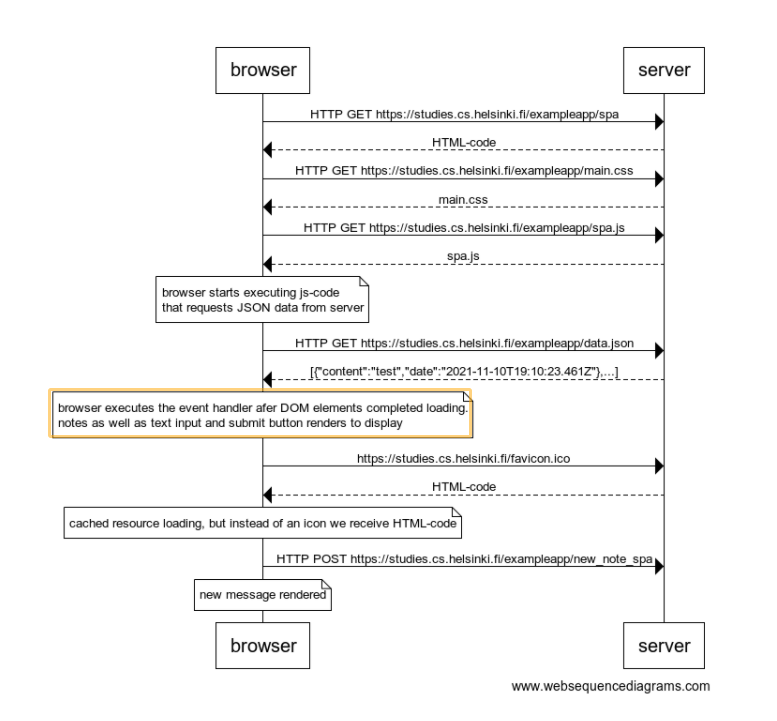 browser
server
HTTP GET https://studies.cs.helsinki.fi/exampleapp/spa
HTML-code
HTTP GET https://studies.cs.helsinki.fi/exampleapp/main.css
main.css
HTTP GET https://studies.cs.helsinki.fi/exampleapp/spa.js
spa.js
browser starts executing js-code
that requests JSON data from server
HTTP GET https://studies.cs.helsinki.fi/exampleapp/data.json
[{"content":"test","date":"2021-11-10T19:10:23.461Z"},...]
browser executes the event handler afer DOM elements completed loading.
notes as well as text input and submit button renders to display
https://studies.cs.helsinki.fi/favicon.ico
HTML-code
cached resource loading, but instead of an icon we receive HTML-code
HTTP POST https://studies.cs.helsinki.fi/exampleapp/new_note_spa
new message rendered
browser
server
www.websequencediagrams.com